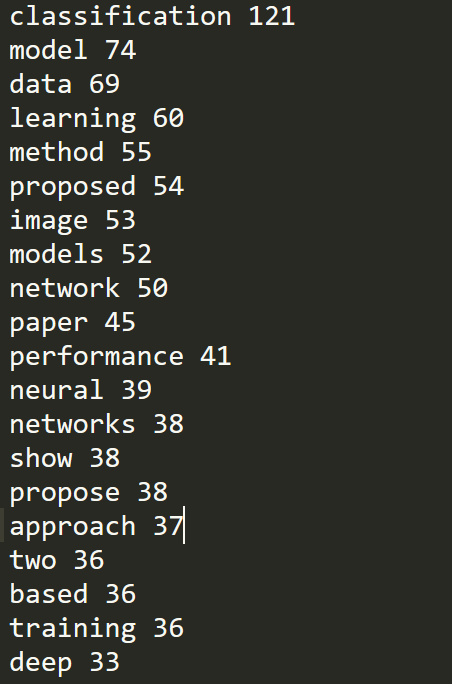 classification 121
model 74
data 69
learning 60
method 55
proposed 54
image 53
models 52
network 50
paper 45
performance 41
neural 39
networks 38
show 38
propose 38
approach 37
two 36
based 36
training 36
deep 33